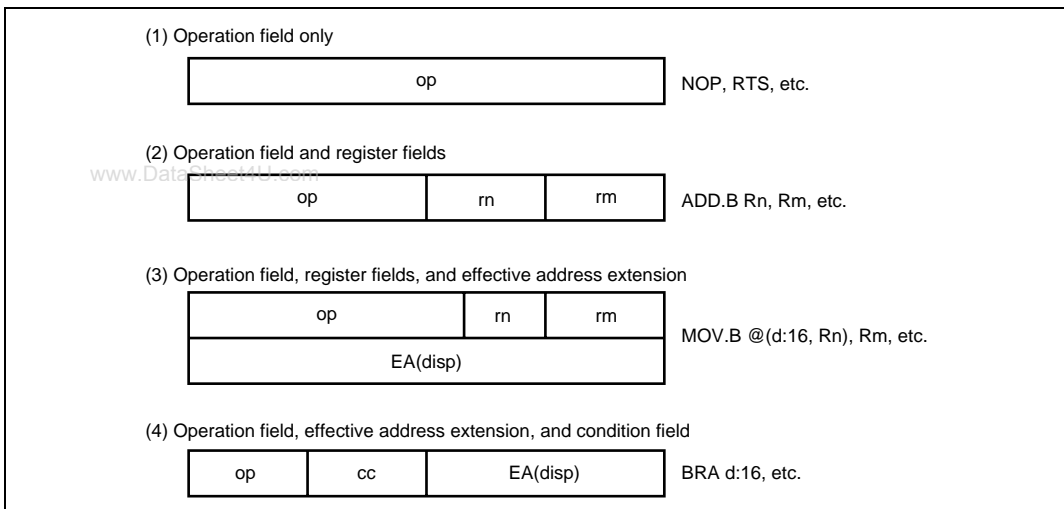 (1) Operation field only
op
NOP, RTS, etc.
(2) Operation field and register fields
www.DataSheet4U.com
op rn rm
ADD.B Rn, Rm, etc.
(3) Operation field, register fields, and effective address extension
op rn rm
EA(disp)
MOV.B @(d:16, Rn), Rm, etc.
(4) Operation field, effective address extension, and condition field
op cc EA(disp)
BRA d:16, etc.